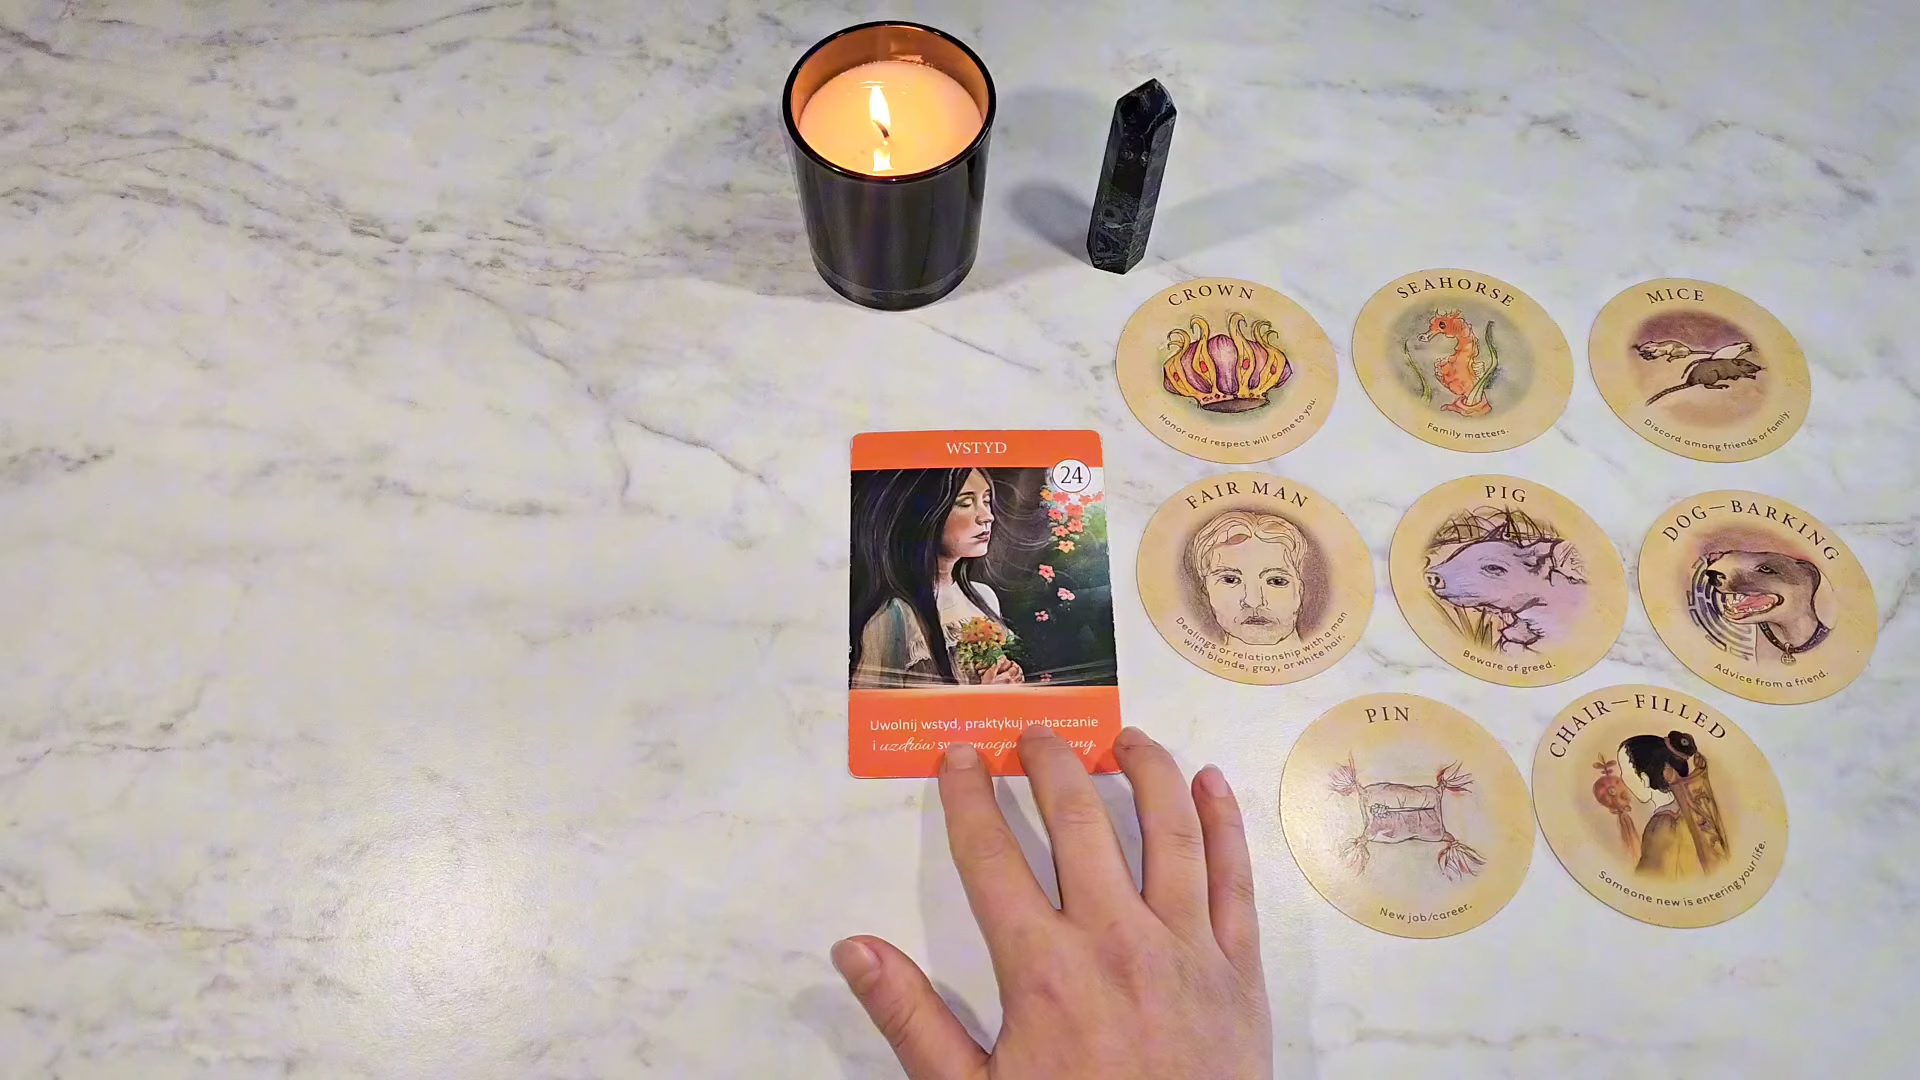 WSTYD
24
Uwolnij wstyd, praktykuj wybaczanie
i uzdrów
CROWN
Honor and respect will come to you.
SEAHORSE
Family matters.
MICE
Discord among friends or family.
FAIR MAN
Dealings or relationship with a man
with blonde, gray, or white hair.
PIG
Beware of greed.
DOG—BARKING
Advice from a friend.
PIN
New job/career.
CHAIR—FILLED
Someone new is entering your life.